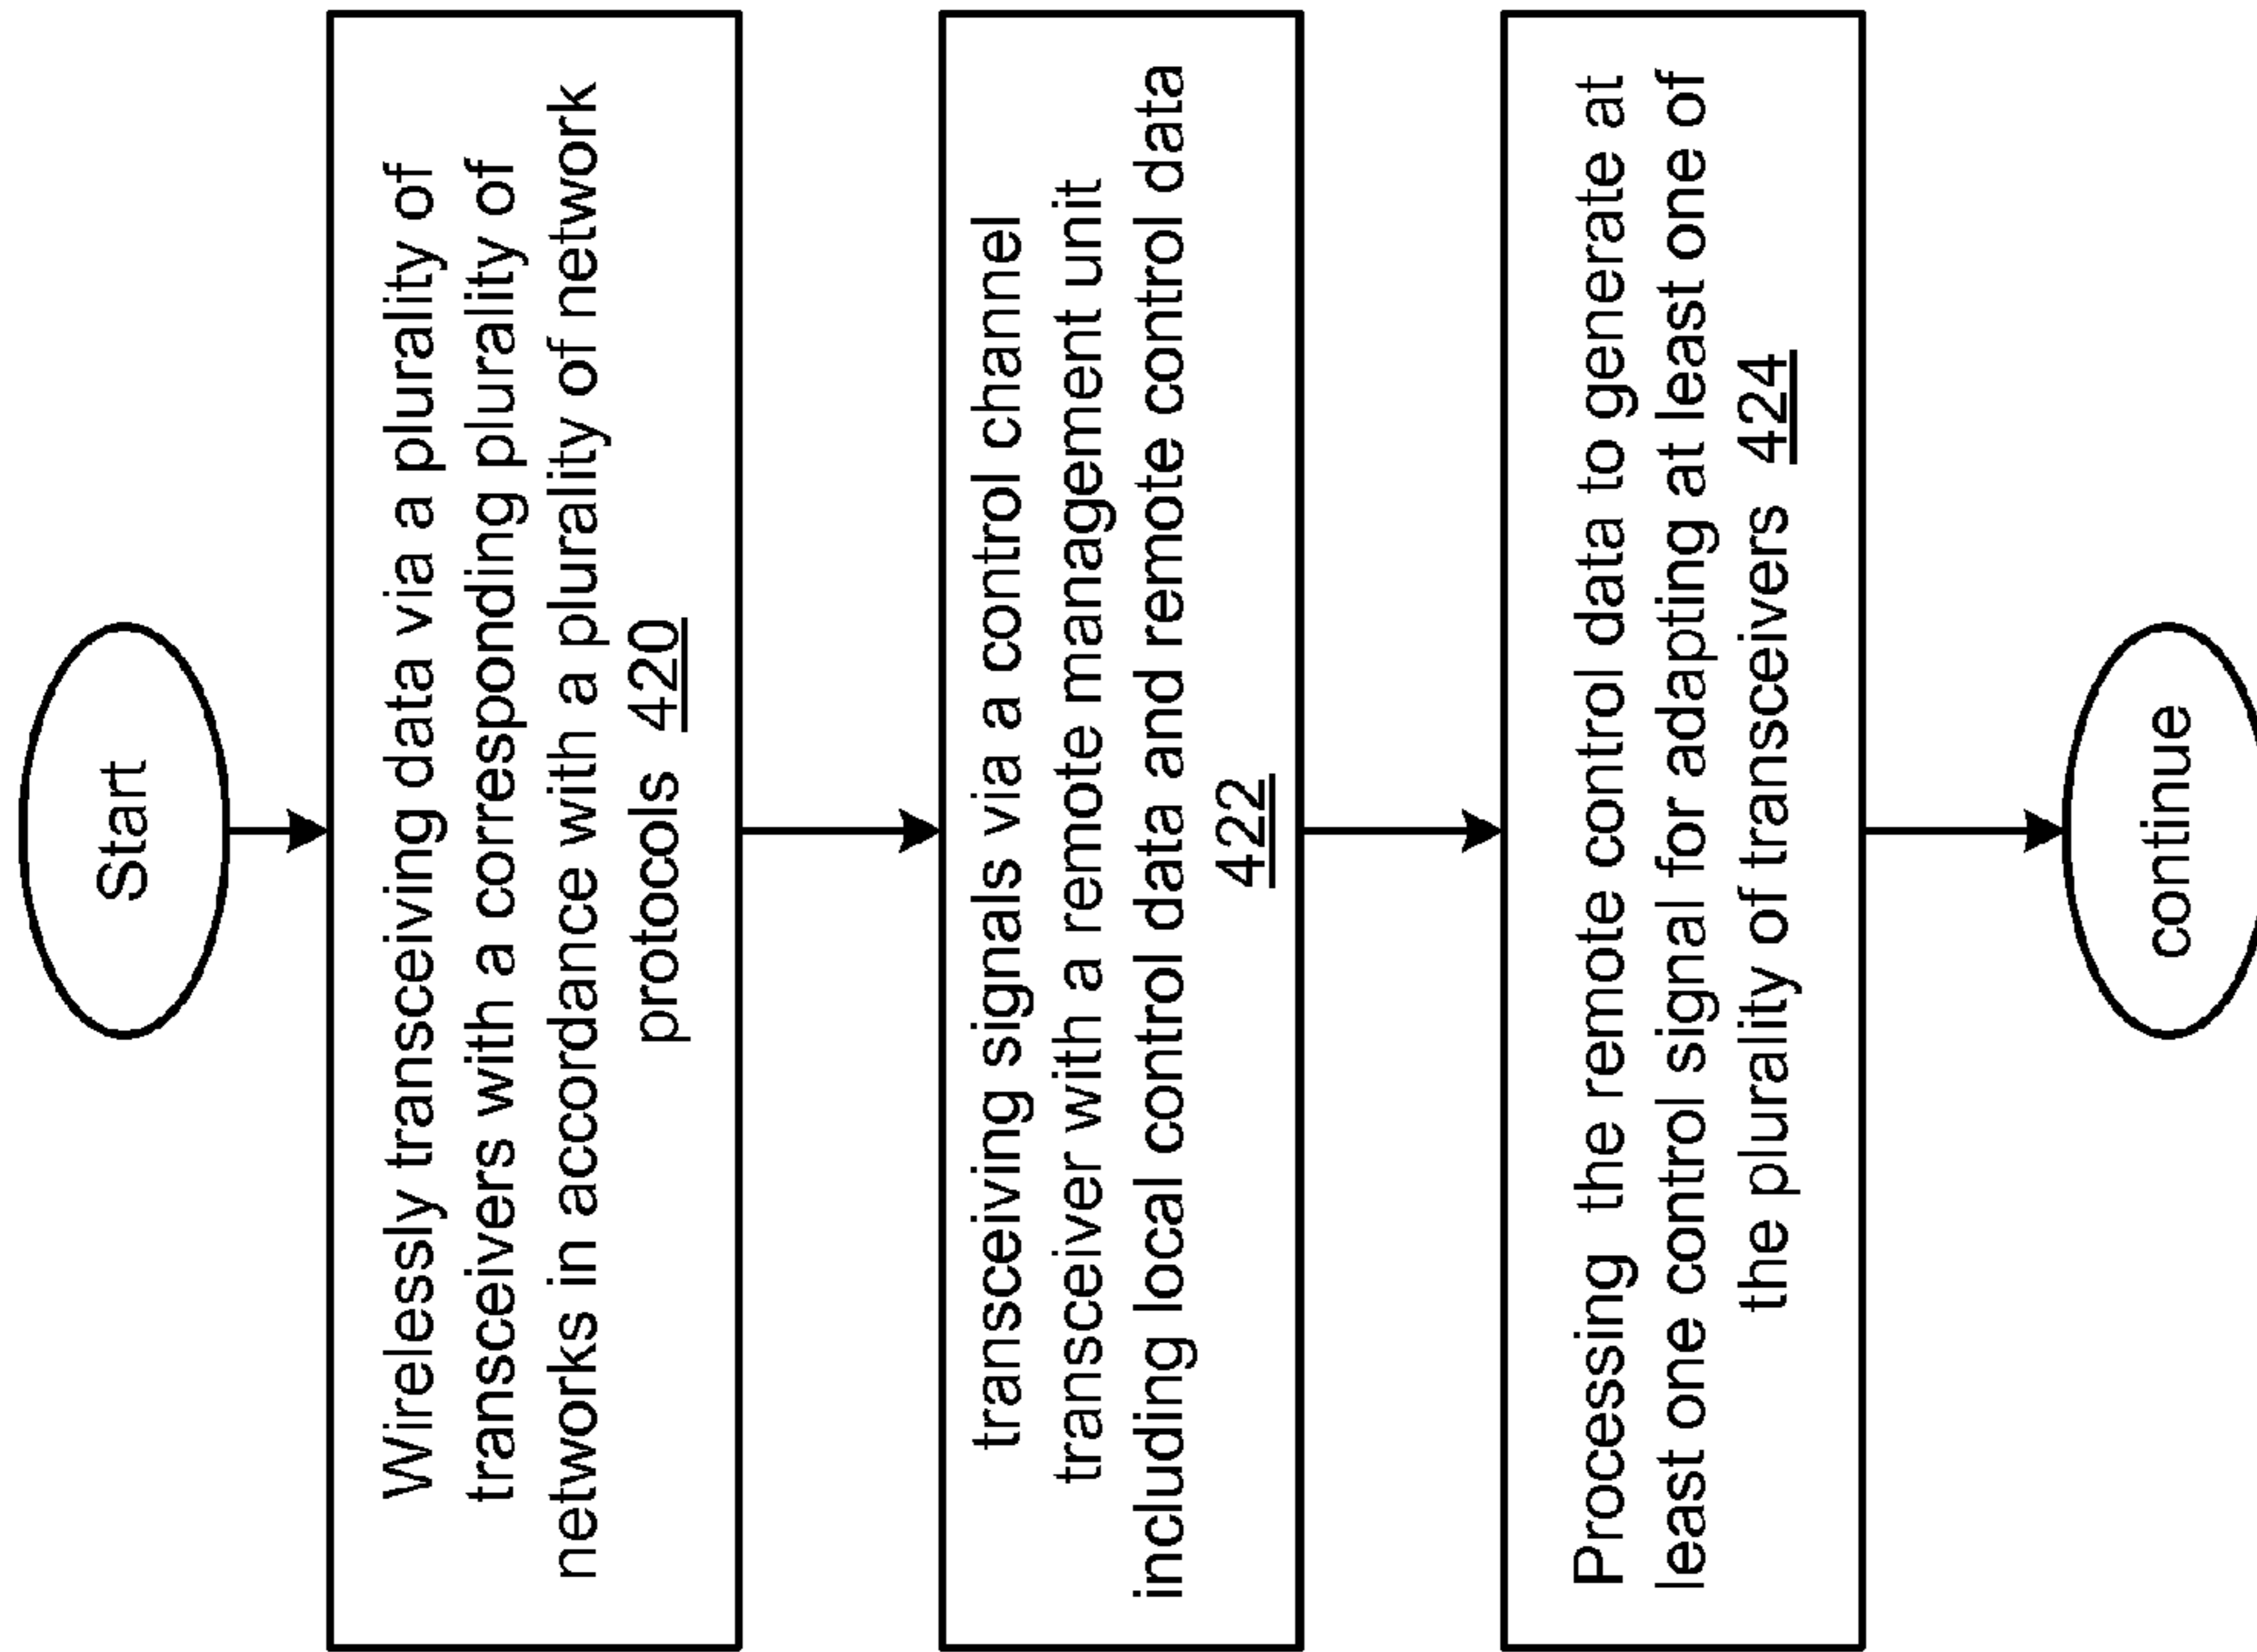 Start
Wirelessly transceiving data via a plurality of
transceivers with a corresponding plurality of
networks in accordance with a plurality of network
protocols 420
transceiving signals via a control channel
transceiver with a remote management unit
including local control data and remote control data
422
Processing the remote control data to generate at
least one control signal for adapting at least one of
the plurality of transceivers 424
continue